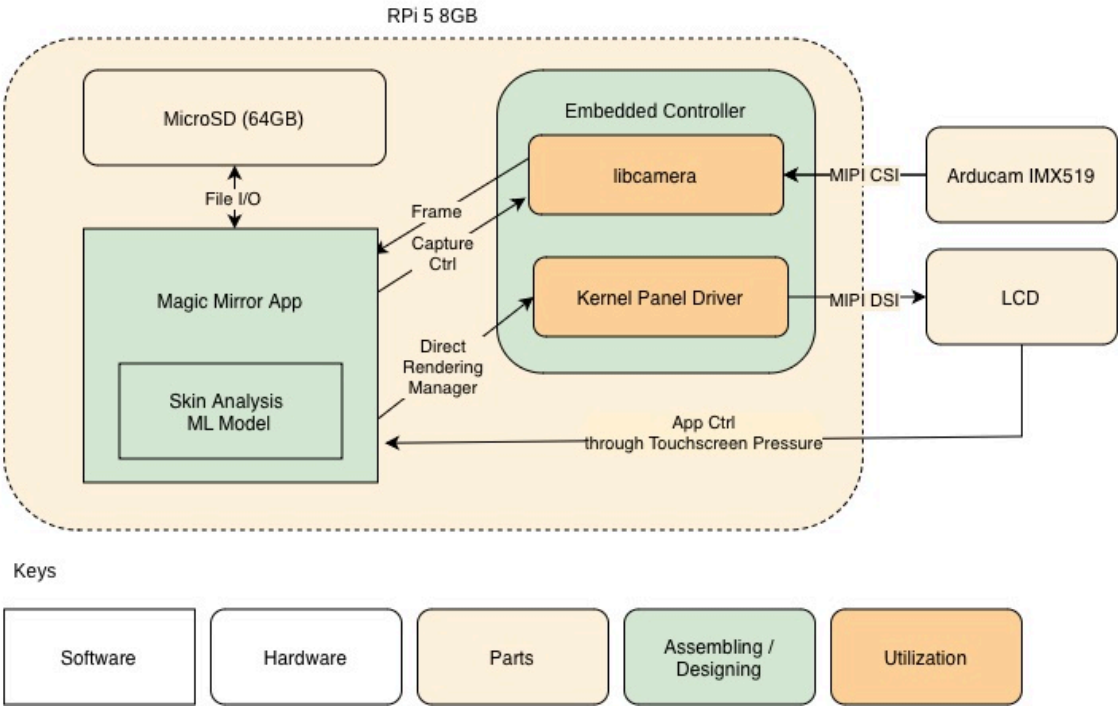 RPi 5 8GB
MicroSD (64GB)
File I/O
Magic Mirror App
Skin Analysis
ML Model
Frame
Capture
Ctrl
Direct
Rendering
Manager
Embedded Controller
libcamera
Kernel Panel Driver
MIPI CSI
Arducam IMX519
MIPI DSI
LCD
App Ctrl
through Touchscreen Pressure
Keys
Software
Hardware
Parts
Assembling /
Designing
Utilization